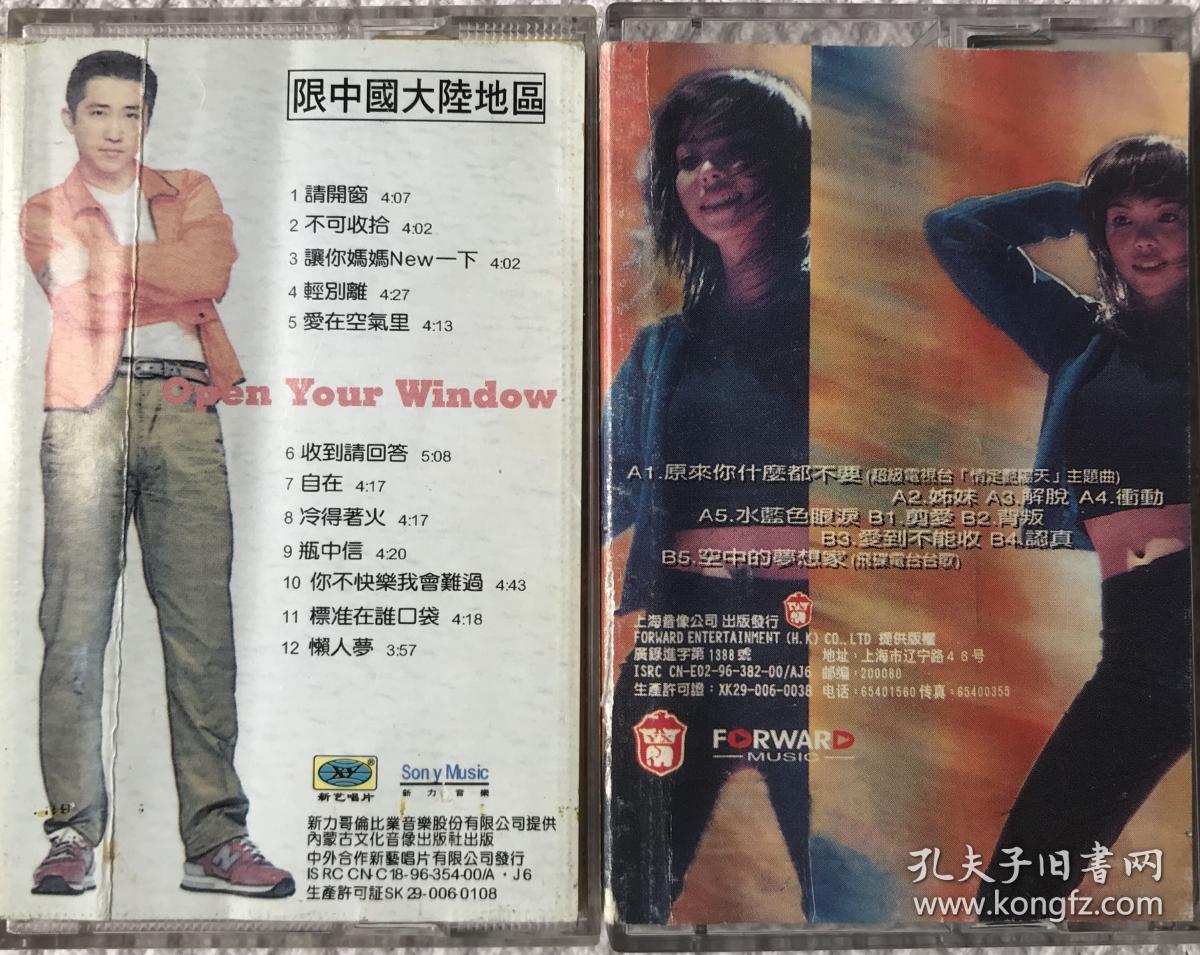 限中國大陸地區
1 請開窗 4:07
2 不可收拾 4:02
3 讓你媽媽New一下 4:02
4 輕別離 4:27
5 愛在空氣里 4:13
Open Your Window
6 收到請回答 5:08
7 自在 4:17
8 冷得著火 4:17
9 瓶中信 4:20
10 你不快樂我會難過 4:43
11 標准在誰口袋 4:18
12 懶人夢 3:57
XY®
新艺唱片
Sony Music
新力音樂
新力哥倫比業音樂股份有限公司提供
內蒙古文化音像出版社出版
中外合作新藝唱片有限公司發行
ISRC CN-C18-96-354-00/A·J6
生產許可証SK29-006-0108
N
A1.原來你什麼都不要(超級電視台「情定艷陽天」主題曲)
A2.姊妹 A3.解脫 A4.衝動
A5.水藍色眼淚 B1.剪愛 B2.背叛
B3.愛到不能收 B4.認真
B5.空中的夢想家(飛碟電台台歌)
上海音像公司 出版發行
FORWARD ENTERTAINMENT (H.K) CO.,LTD 提供版權
廣錄進字第1388號 地址:上海市辽宁路46号
ISRC CN-E02-96-382-00/AJ6 邮编:200080
生產許可證:XK29-006-0038 电话:65401560 传真:65400355
FORWARD
MUSIC
孔夫子旧书网
www.kongfz.com